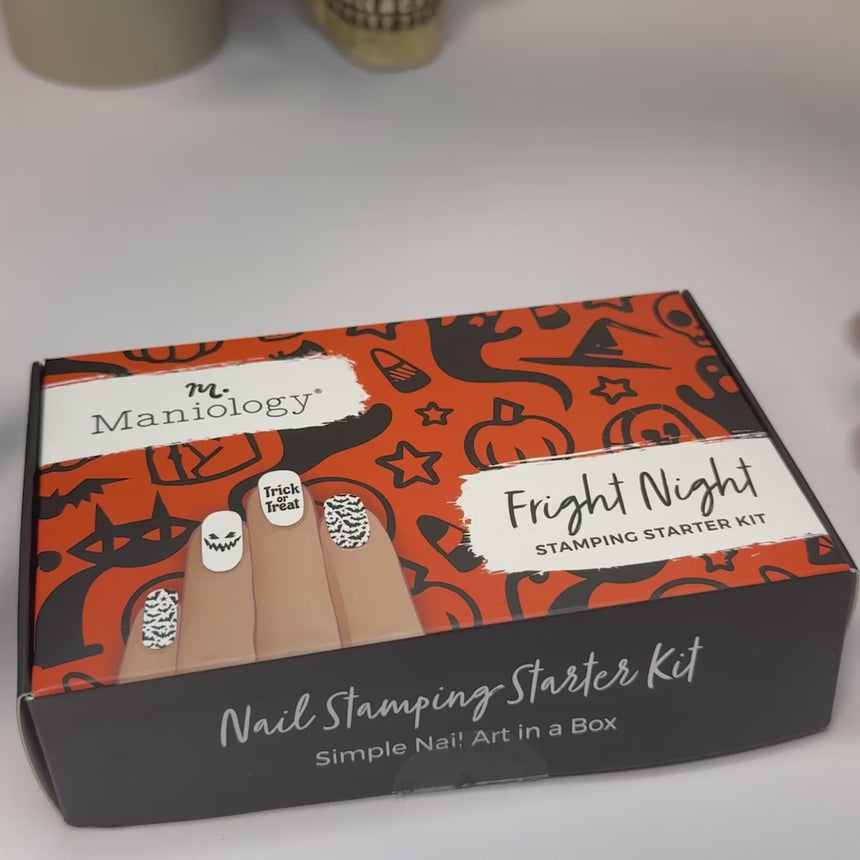 m.
Maniology®
Trick
or
Treat
Fright Night
STAMPING STARTER KIT
Nail Stamping Starter Kit
Simple Nail Art in a Box